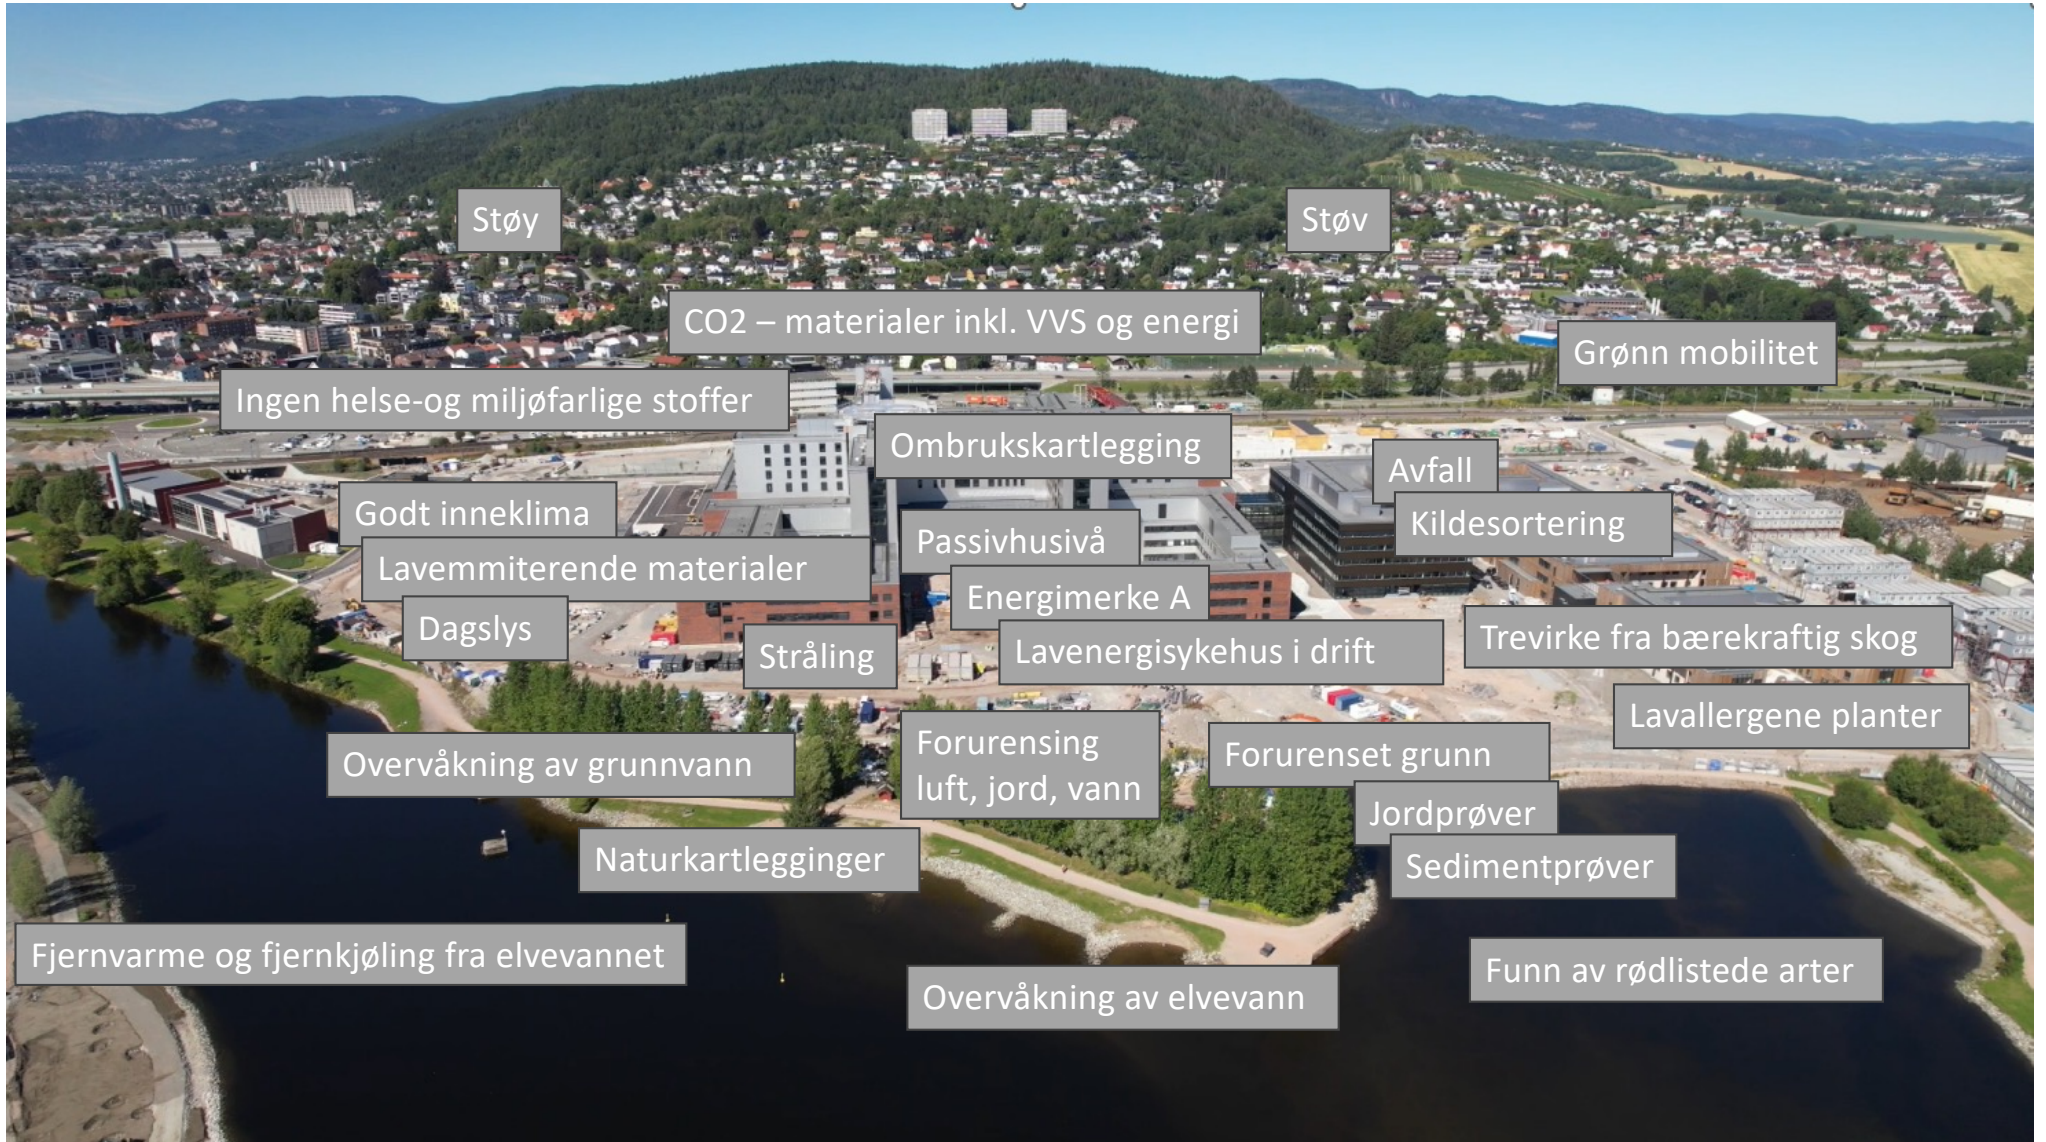 Støy
Støv
CO2 – materialer inkl. VVS og energi
Grønn mobilitet
Ingen helse-og miljøfarlige stoffer
Ombrukskartlegging
Avfall
Kildesortering
Godt inneklima
Passivhusivå
Lavemmiterende materialer
Energimerke A
Dagslys
Trevirke fra bærekraftig skog
Stråling
Lavenergisykehus i drift
Lavallergene planter
Overvåkning av grunnvann
Forurensing
luft, jord, vann
Forurenset grunn
Jordprøver
Naturkartlegginger
Sedimentprøver
Fjernvarme og fjernkjøling fra elvevannet
Funn av rødlistede arter
Overvåkning av elvevann